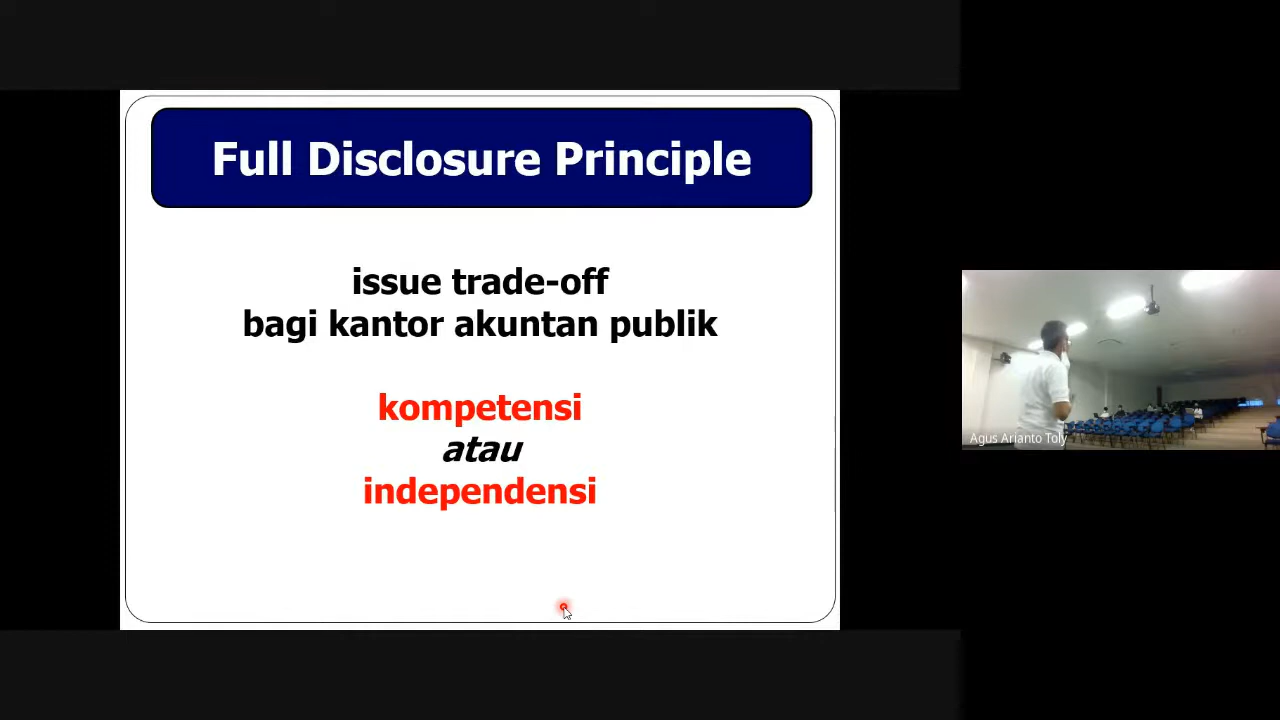 Full Disclosure Principle
issue trade-off
bagi kantor akuntan publik
kompetensi
atau
independensi
Agus Arianto Toly